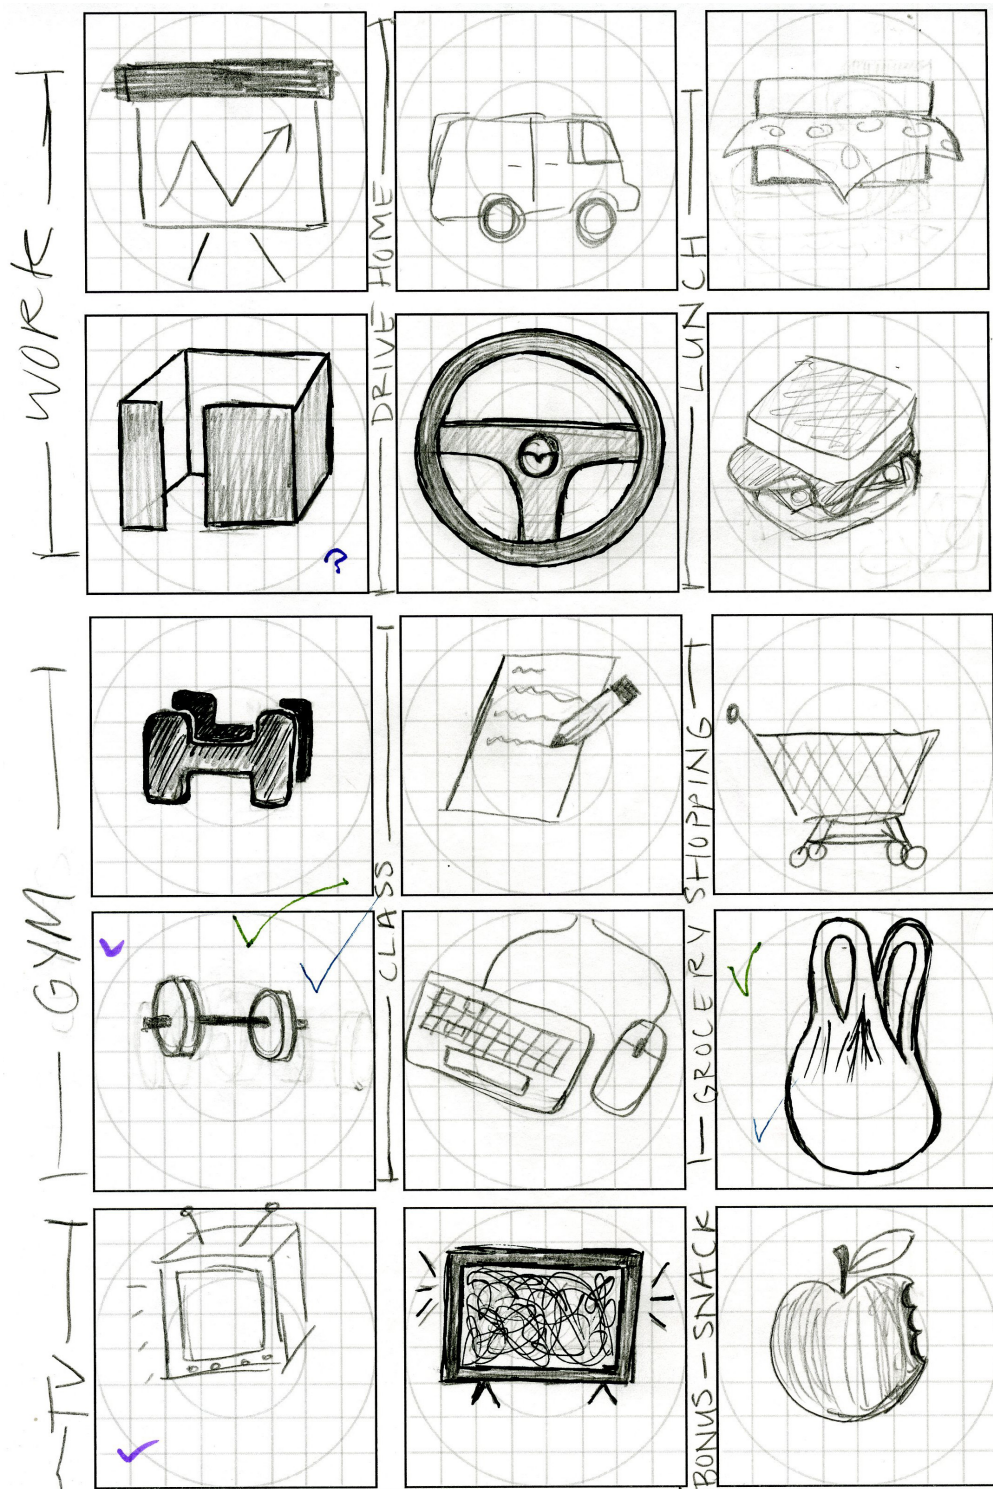 WORK
DRIVE HOME
LUNCH
GYM
CLASS
GROCERY SHOPPING
TV
BONUS-SNACK
?